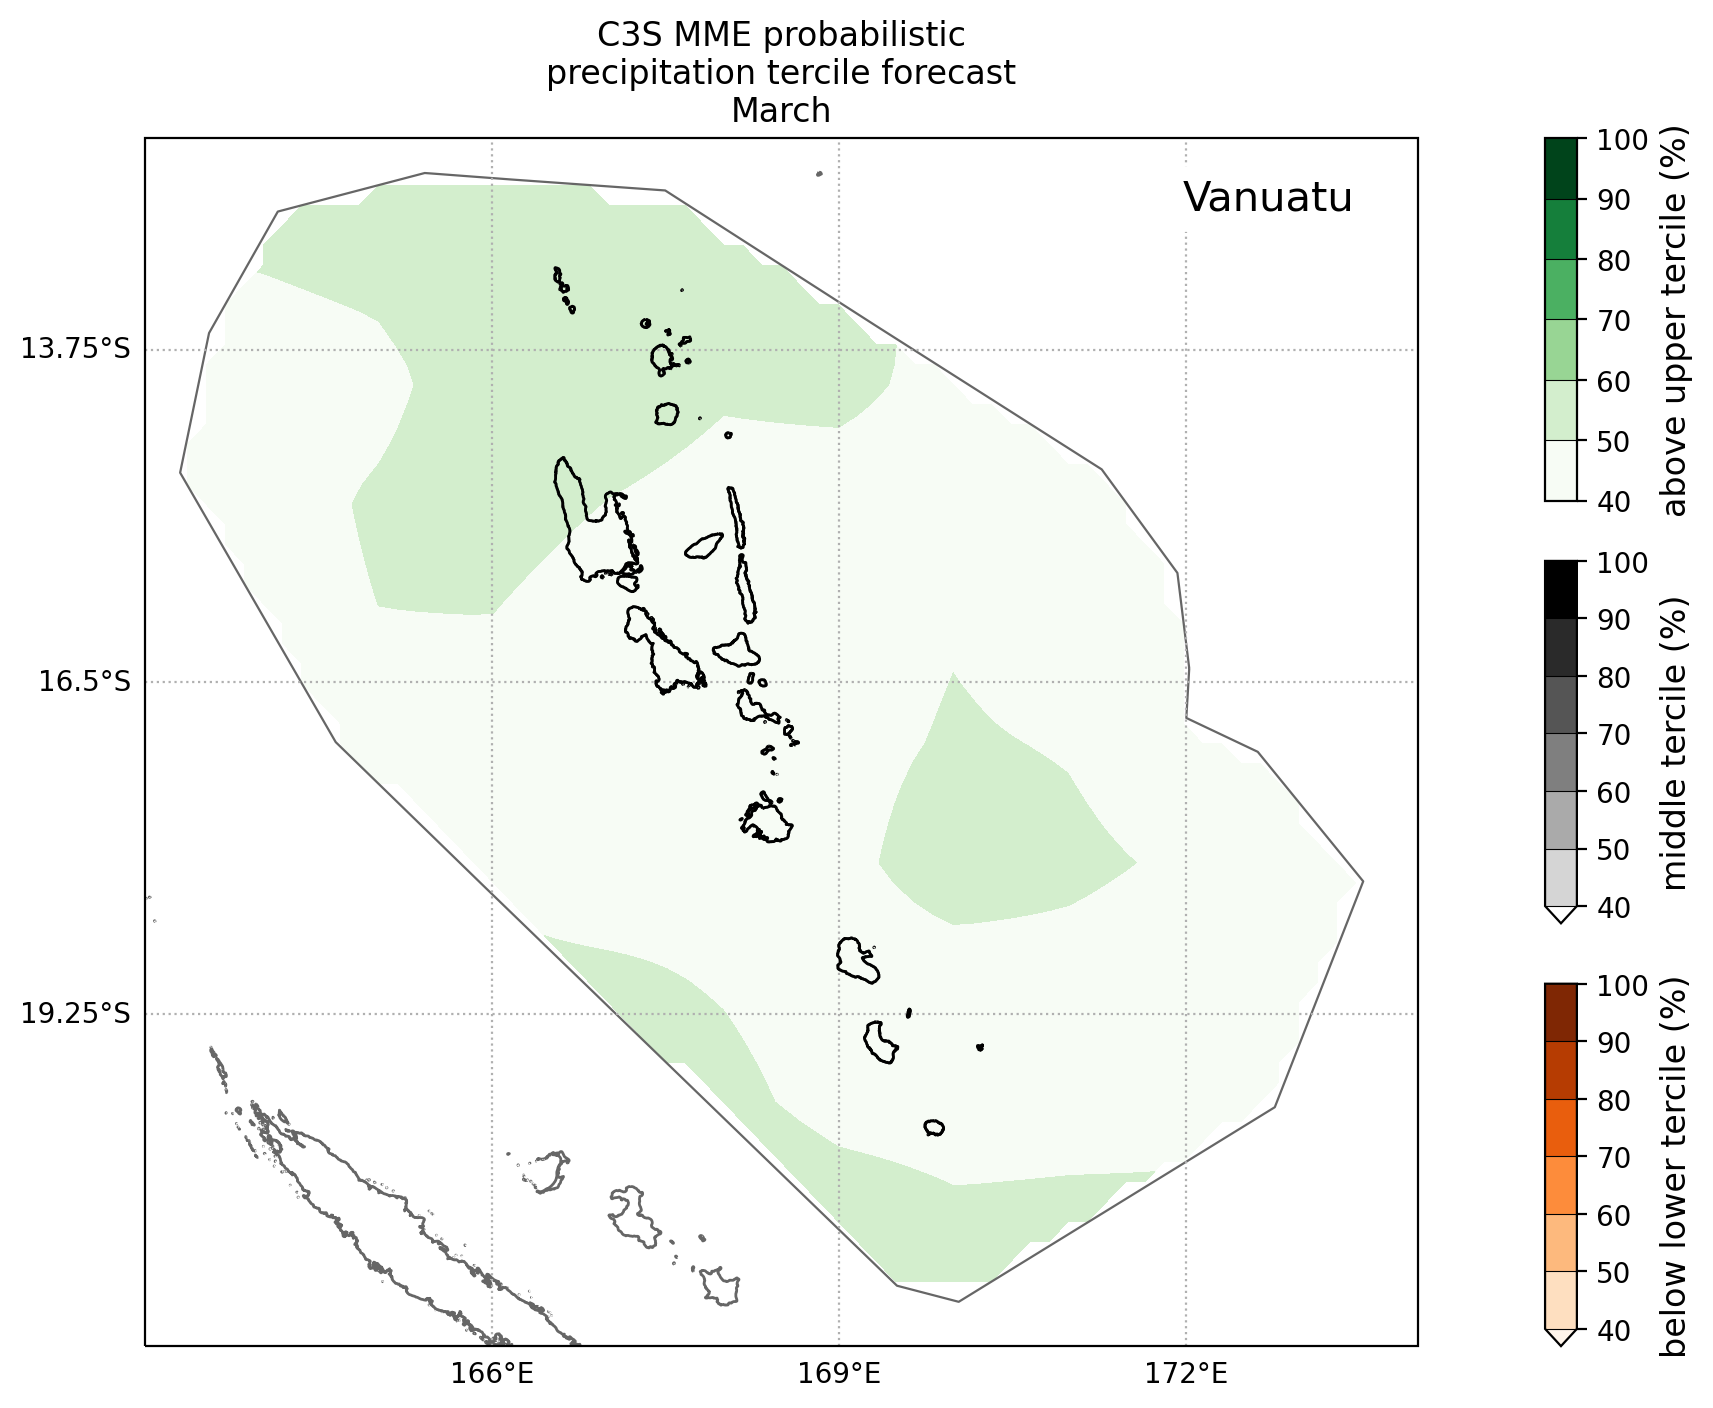 C3S MME probabilistic
precipitation tercile forecast
March
Vanuatu
13.75°S
16.5°S
19.25°S
166°E
169°E
172°E
100
90
80
70
60
50
40
above upper tercile (%)
100
90
80
70
60
50
40
middle tercile (%)
100
90
80
70
60
50
40
below lower tercile (%)